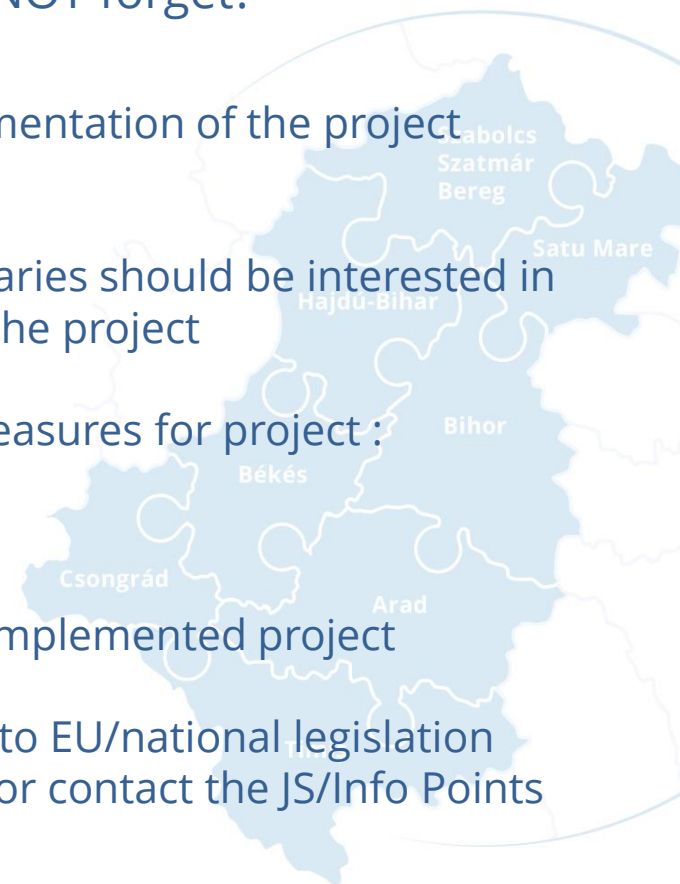 NOT forget:
mentation of the project
Szabolcs
Szatmár
Bereg
Satu Mare
aries should be interested in
Hajdú-Bihar
he project
easures for project :
Bihor
Békés
Csongrád
Arad
mplemented project
to EU/national legislation
or contact the JS/Info Points